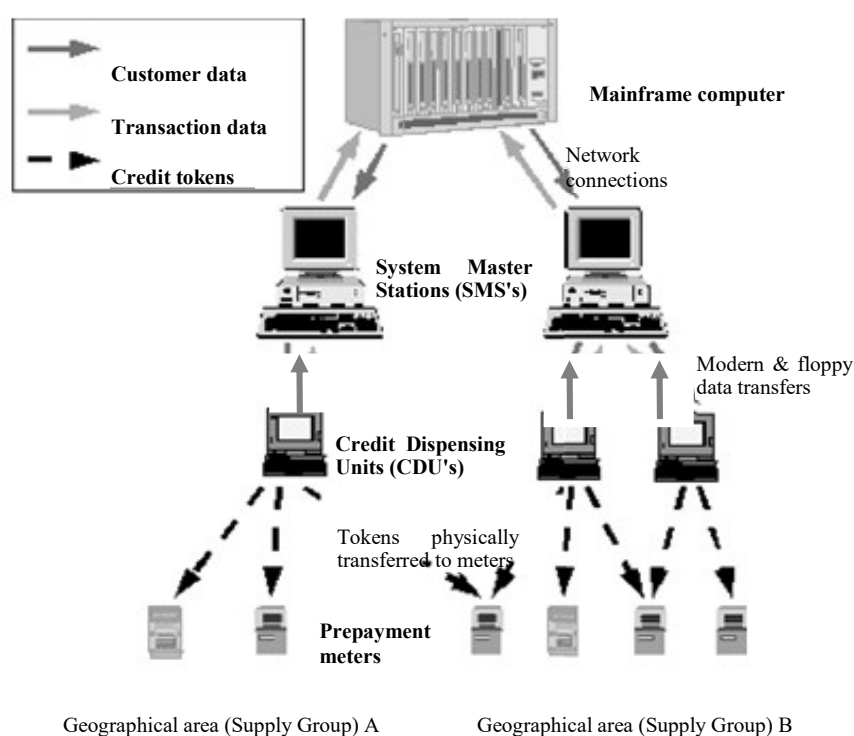 Customer data
Transaction data
Credit tokens
Mainframe computer
Network
connections
System Master
Stations (SMS's)
Modern & floppy
data transfers
Credit Dispensing
Units (CDU's)
Tokens physically
transferred to meters
Prepayment
meters
Geographical area (Supply Group) A
Geographical area (Supply Group) B